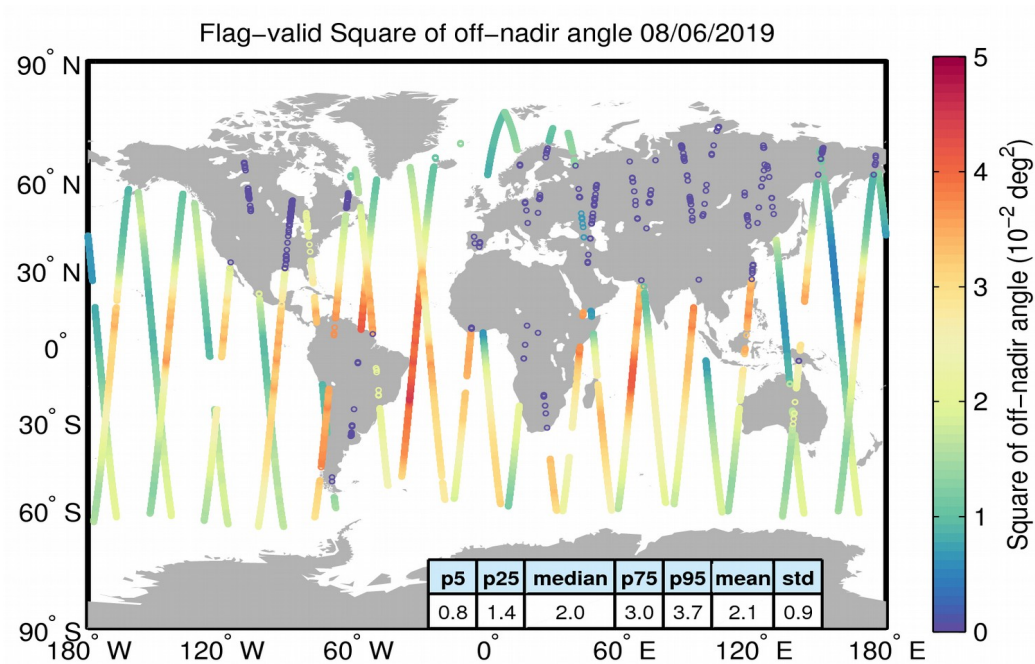 Flag−valid Square of off−nadir angle 08/06/2019
90° N
60° N
30° N
0°
30° S
60° S
90° S
180° W
120° W
60° W
0°
60° E
120° E
180° E
p5 p25 median p75 p95 mean std
0.8 1.4 2.0 3.0 3.7 2.1 0.9
5
4
3
2
1
0
Square of off−nadir angle (10⁻² deg²)